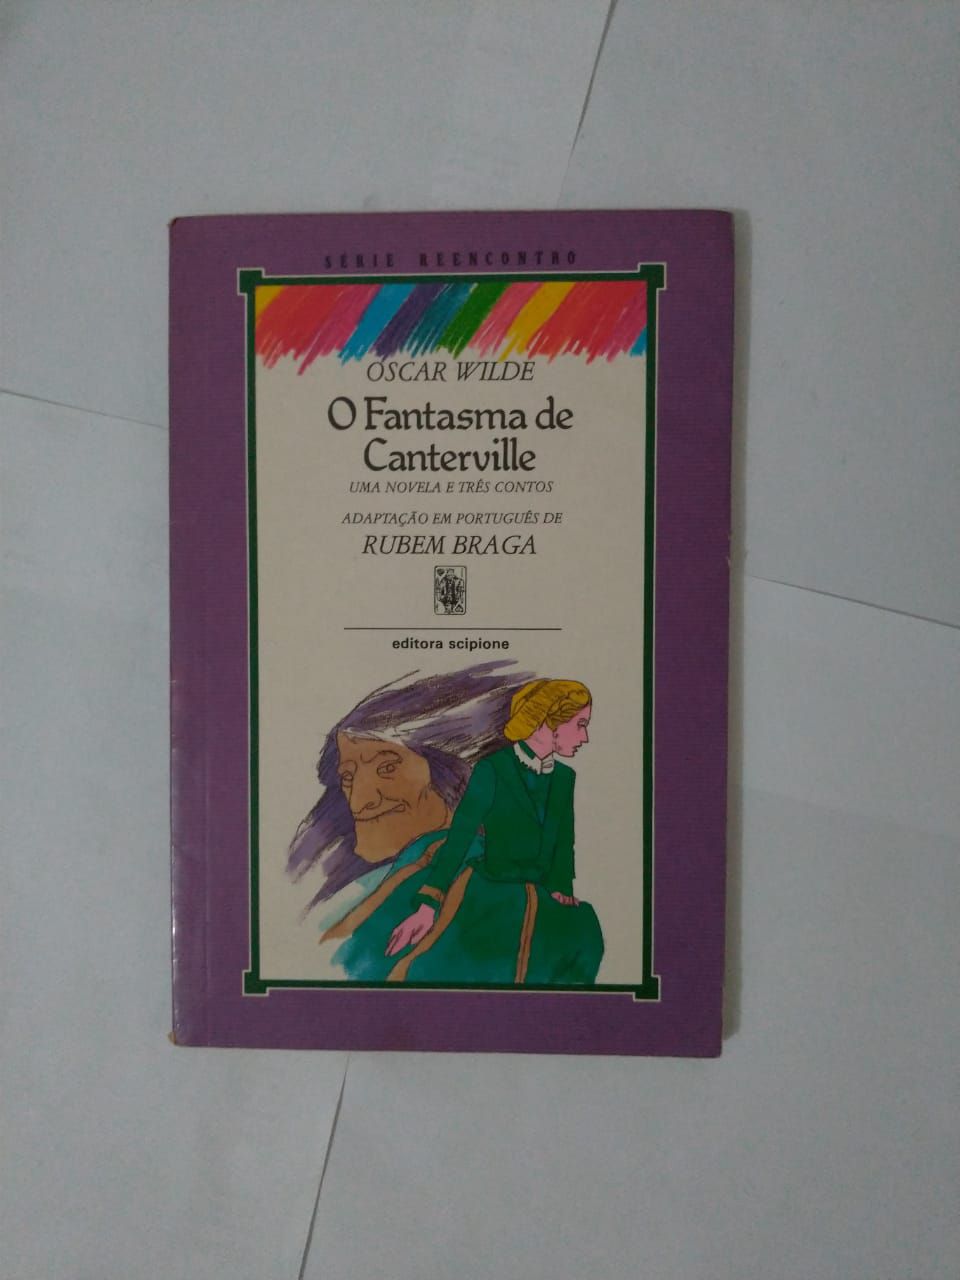 SÉRIE REENCONTRO
OSCAR WILDE
O Fantasma de
Canterville
UMA NOVELA E TRÊS CONTOS
ADAPTAÇÃO EM PORTUGUÊS DE
RUBEM BRAGA
editora scipione